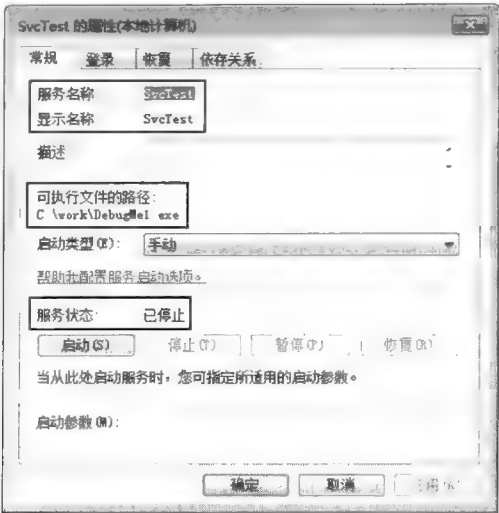 SvcTest 的属性(本地计算机)
常规 登录 恢复 依存关系
服务名称 SvcTest
显示名称 SvcTest
描述
可执行文件的路径:
C \work\DebugMe1 exe
启动类型(E): 手动
帮助我配置服务启动选项。
服务状态: 已停止
启动(S) 停止(T) 暂停(P) 恢复(R)
当从此处启动服务时，您可指定所适用的启动参数。
启动参数(M):
确定 取消